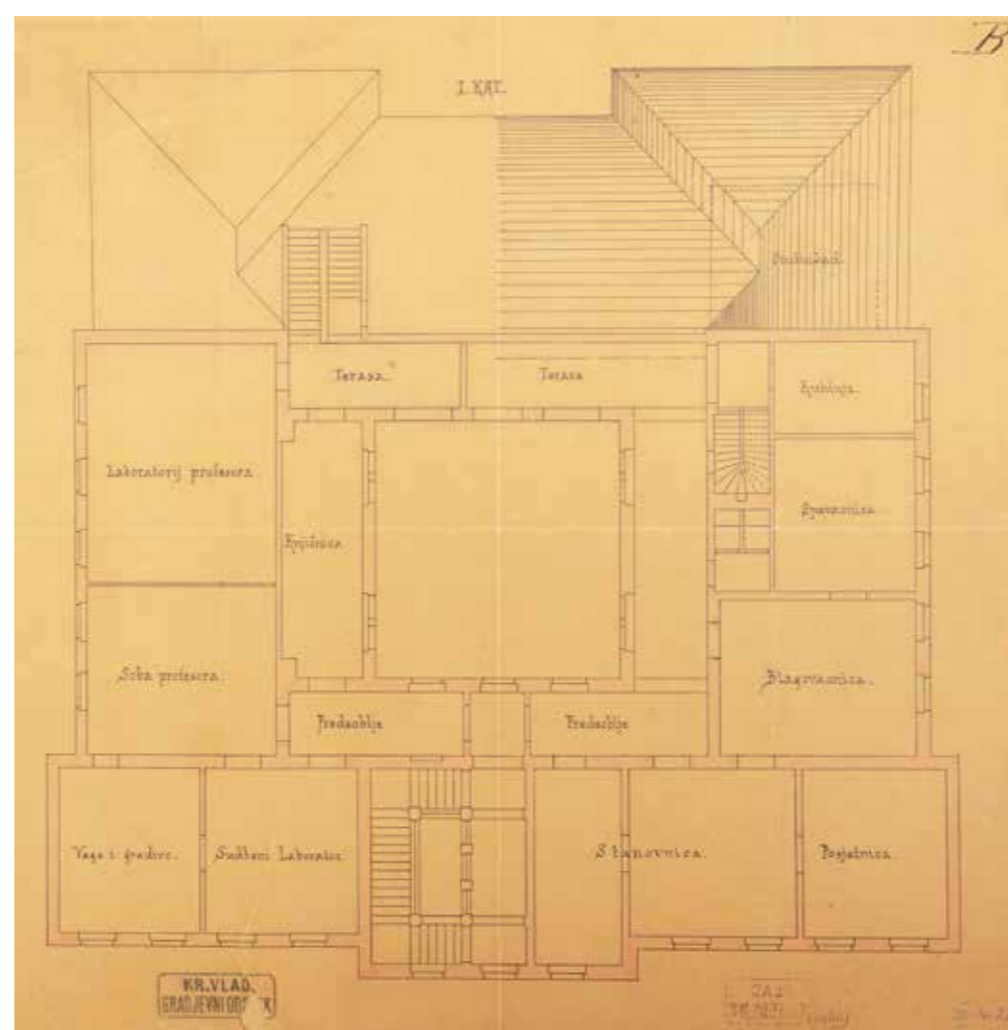 B
I. KAT.
Terasa
Terasa
Kuhinja
Laboratorij profesora
Knjižnica
Spavaonica
Soba profesora.
Blagovaonica.
Predsoblje
Predsoblje
Vaga i gradivo.
Sudbeni Laborator.
Stanovnica.
Posjetnica.
KR. VLAD.
GRADJEVNI